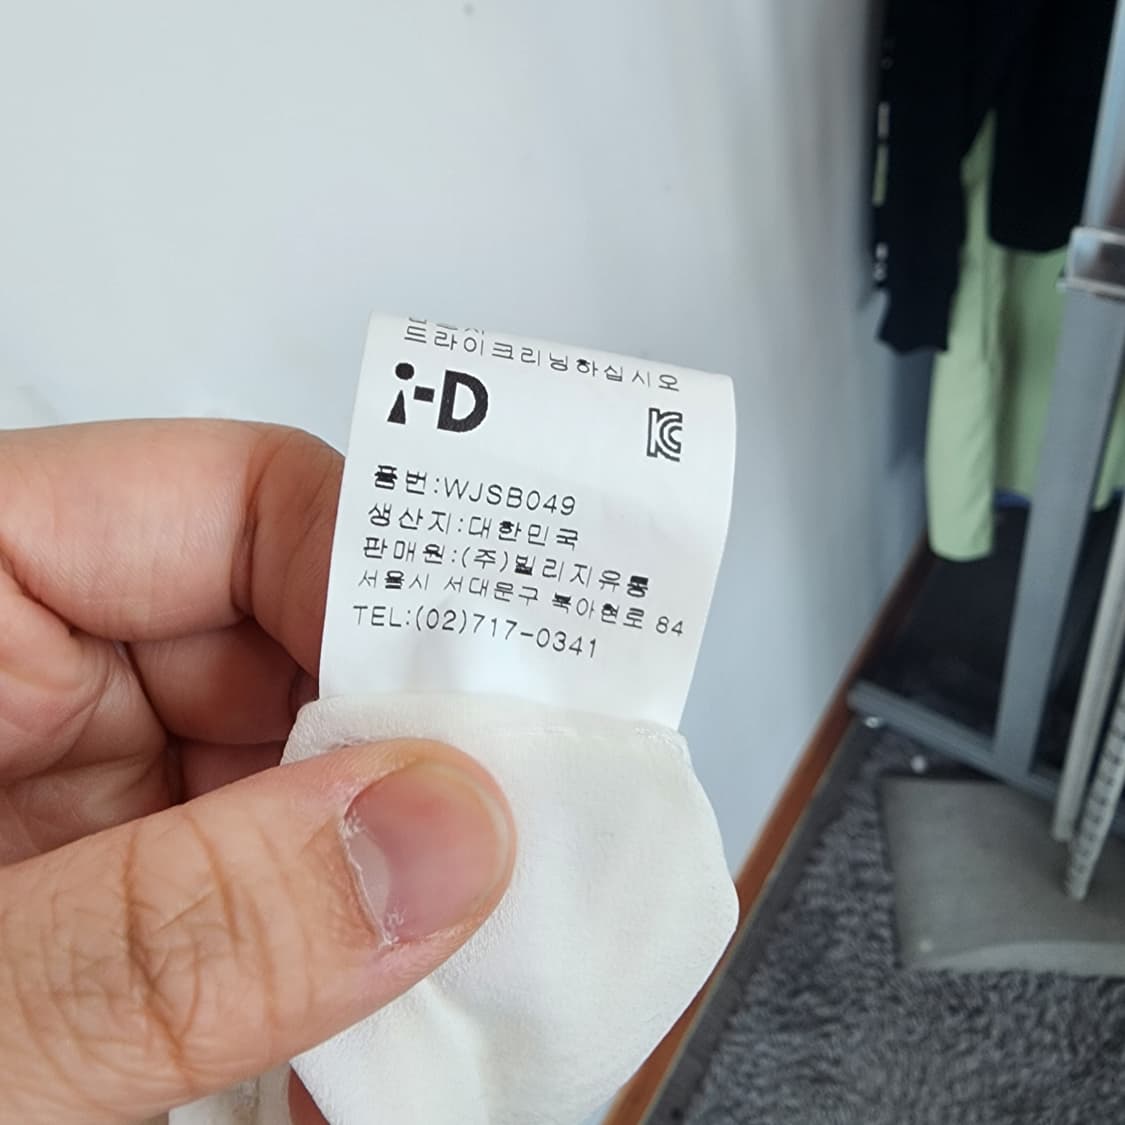 드라이크리닝하십시오
i-D
KC
품번:WJSB049
생산지:대한민국
판매원:(주)빌리지유통
서울시 서대문구 북아현로 84
TEL:(02)717-0341